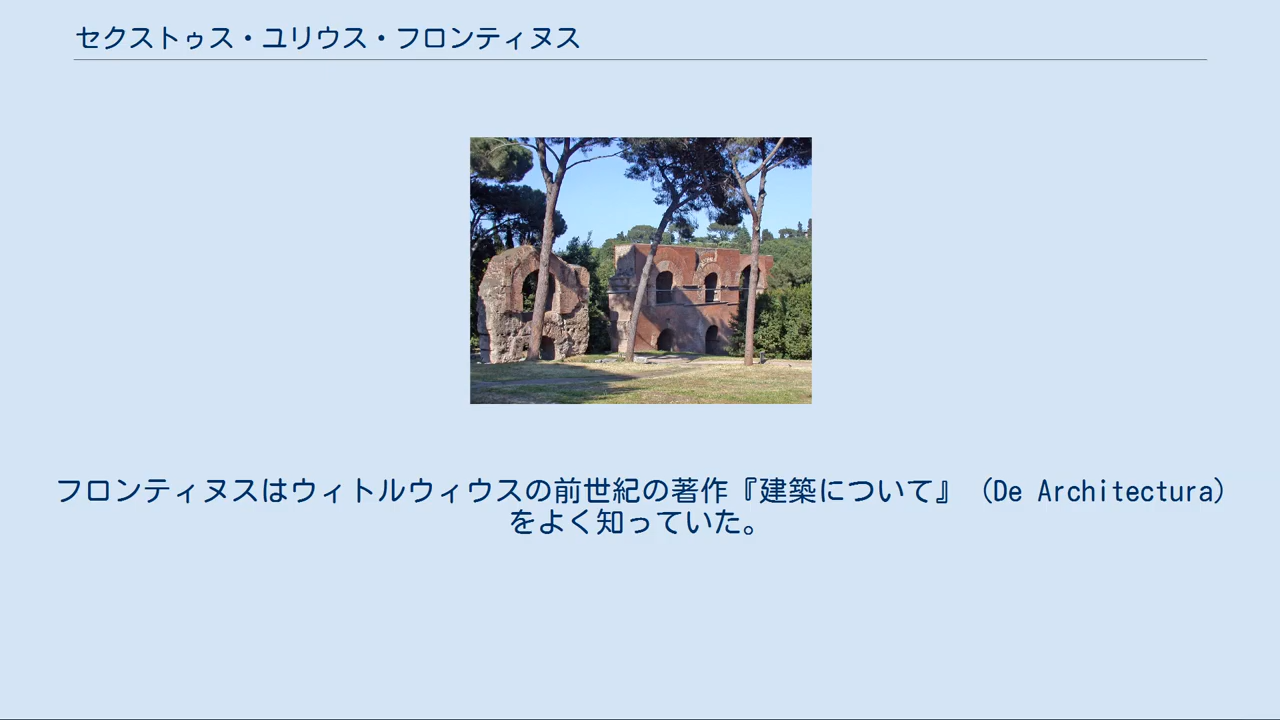 セクストゥス・ユリウス・フロンティヌス
フロンティヌスはウィトルウィウスの前世紀の著作『建築について』（De Architectura）
をよく知っていた。